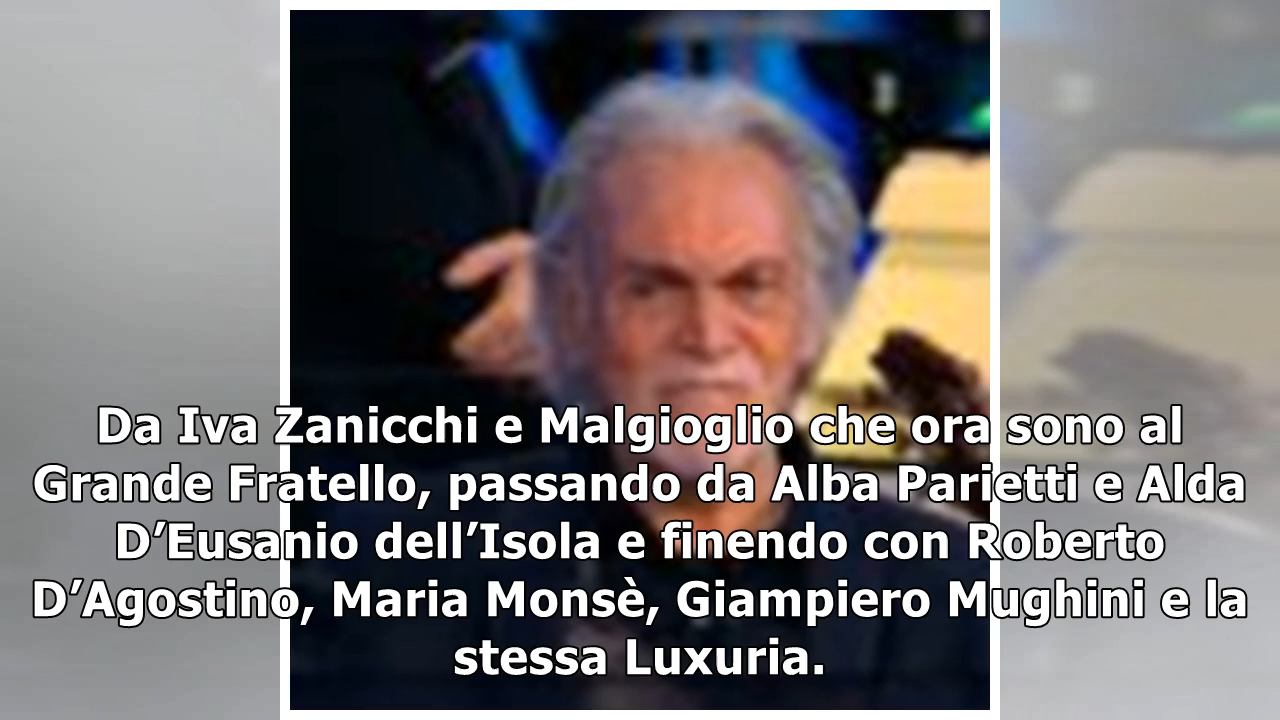 Da Iva Zanicchi e Malgioglio che ora sono al
Grande Fratello, passando da Alba Parietti e Alda
D’Eusanio dell’Isola e finendo con Roberto
D’Agostino, Maria Monsè, Giampiero Mughini e la
stessa Luxuria.